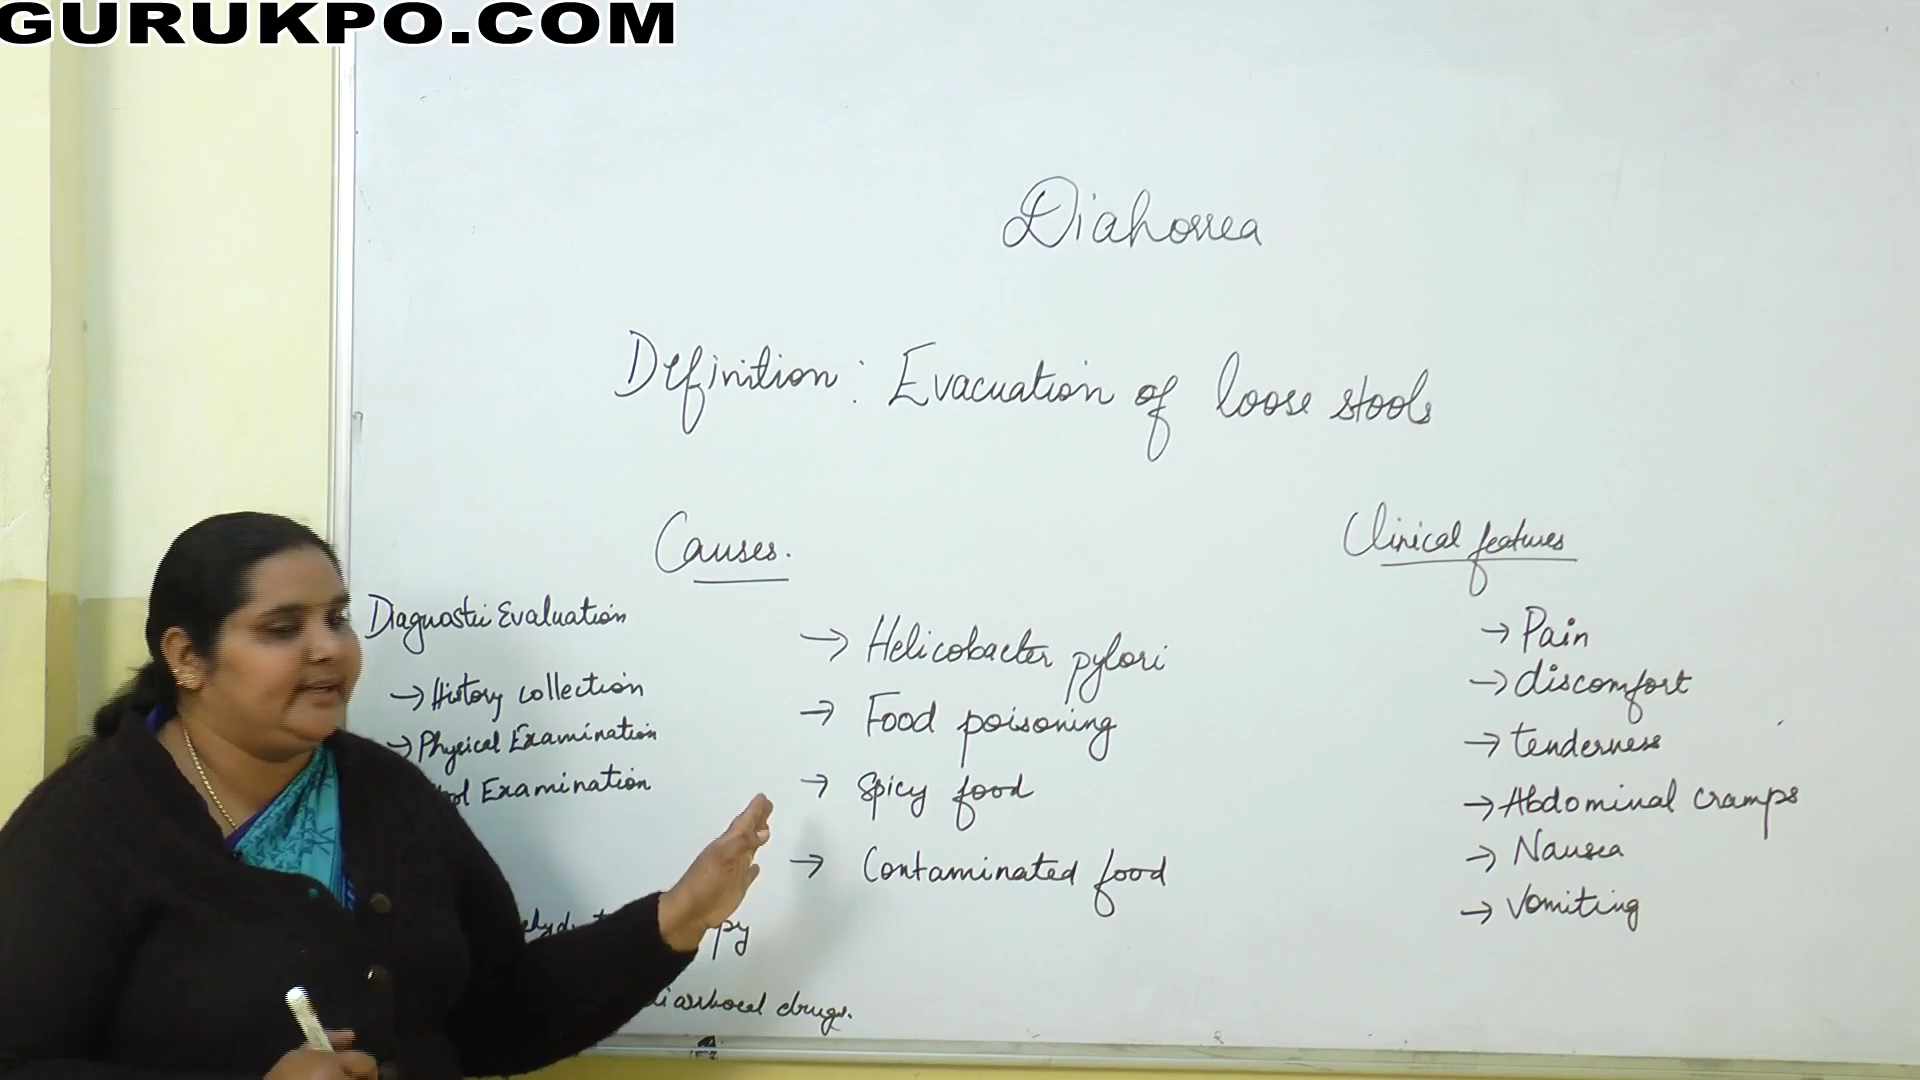 GURUKPO.COM
Diahorrea
Definition: Evacuation of loose stools
Causes.
→ Helicobacter pylori
→ Food poisoning
→ Spicy food
→ Contaminated food
Clinical features
→ Pain
→ discomfort
→ tenderness
→ Abdominal cramps
→ Nausea
→ Vomiting
Diagnostic Evaluation
→ History collection
→ Physical Examination
Examination
drugs.